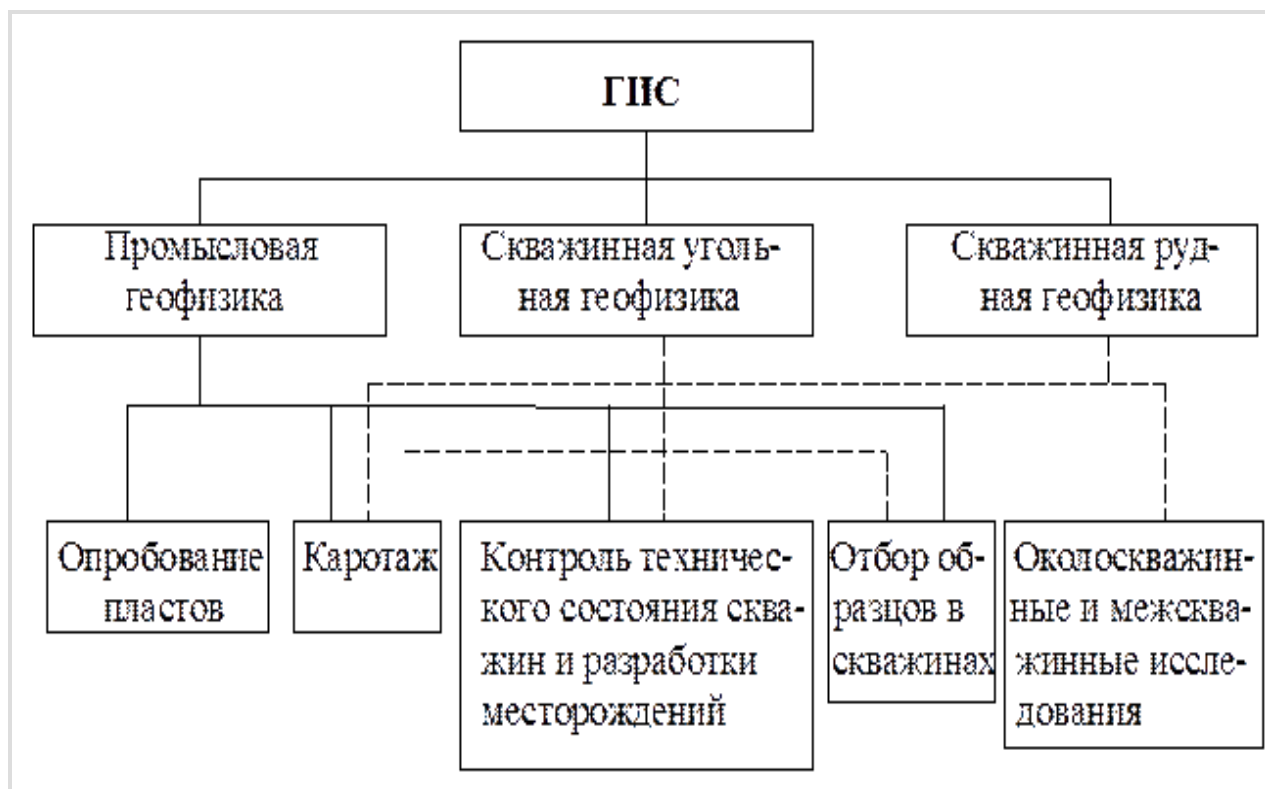 ГИС
Промысловая
геофизика
Скважинная уголь-
ная геофизика
Скважинная руд-
ная геофизика
Опробование
пластов
Каротаж
Контроль техничес-
кого состояния сква-
жин и разработки
месторождений
Отбор об-
разцов в
скважинах
Околоскважин-
ные и межсква-
жинные иссле-
дования